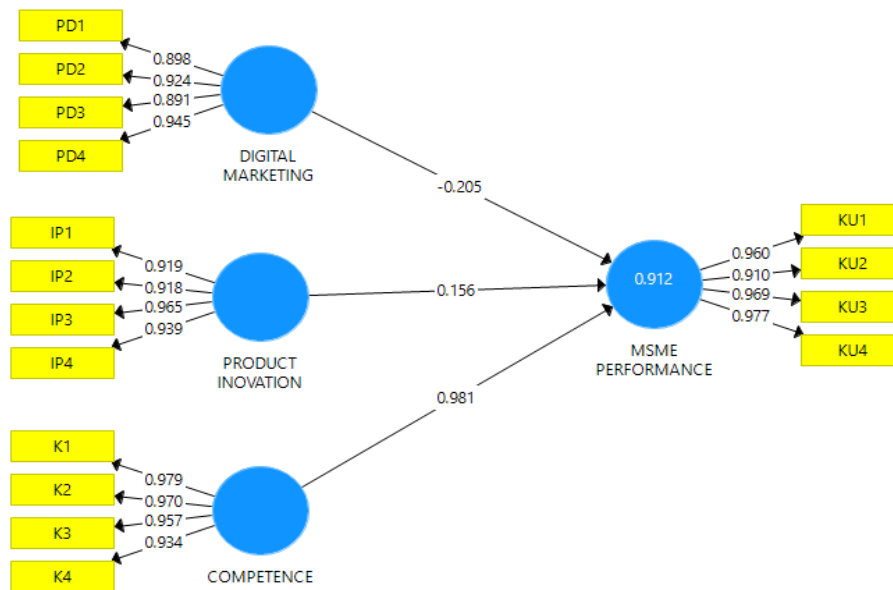 PD1
PD2
PD3
PD4
0.898
0.924
0.891
0.945
DIGITAL
MARKETING
-0.205
IP1
IP2
IP3
IP4
0.919
0.918
0.965
0.939
PRODUCT
INOVATION
0.156
K1
K2
K3
K4
0.979
0.970
0.957
0.934
COMPETENCE
0.981
0.912
MSME
PERFORMANCE
0.960
0.910
0.969
0.977
KU1
KU2
KU3
KU4